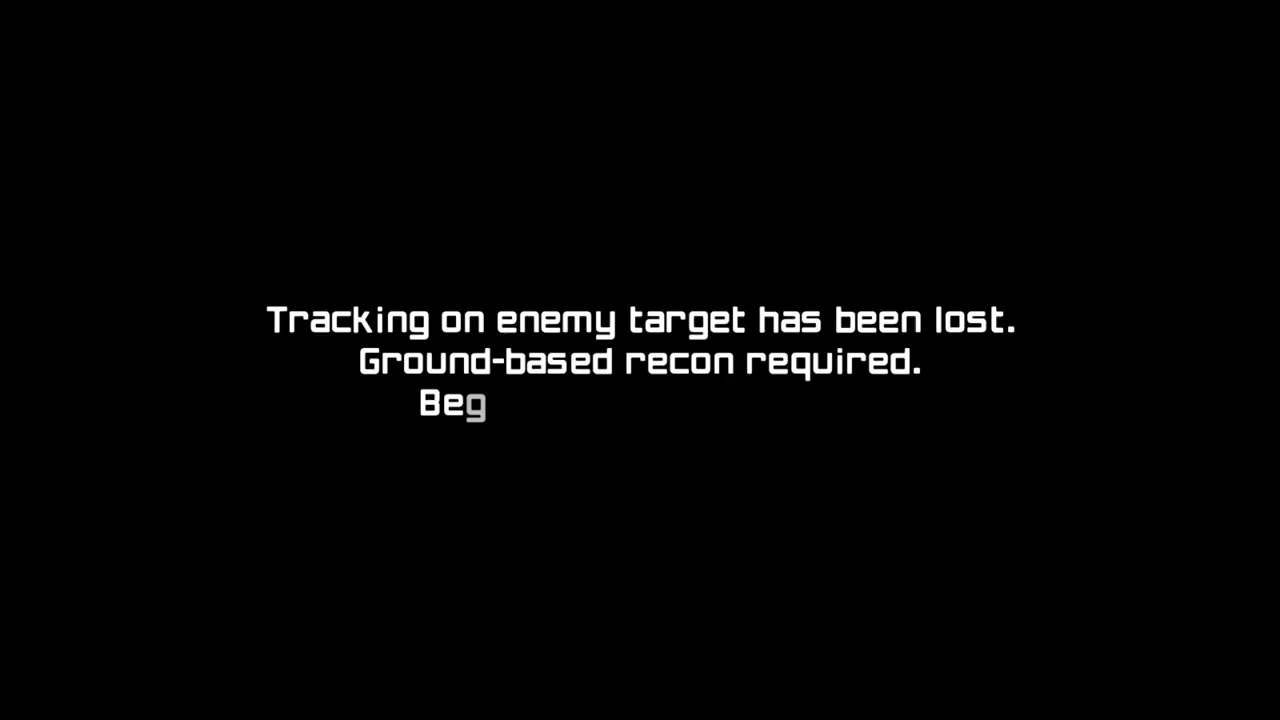 Tracking on enemy target has been lost.
Ground-based recon required.
Beg